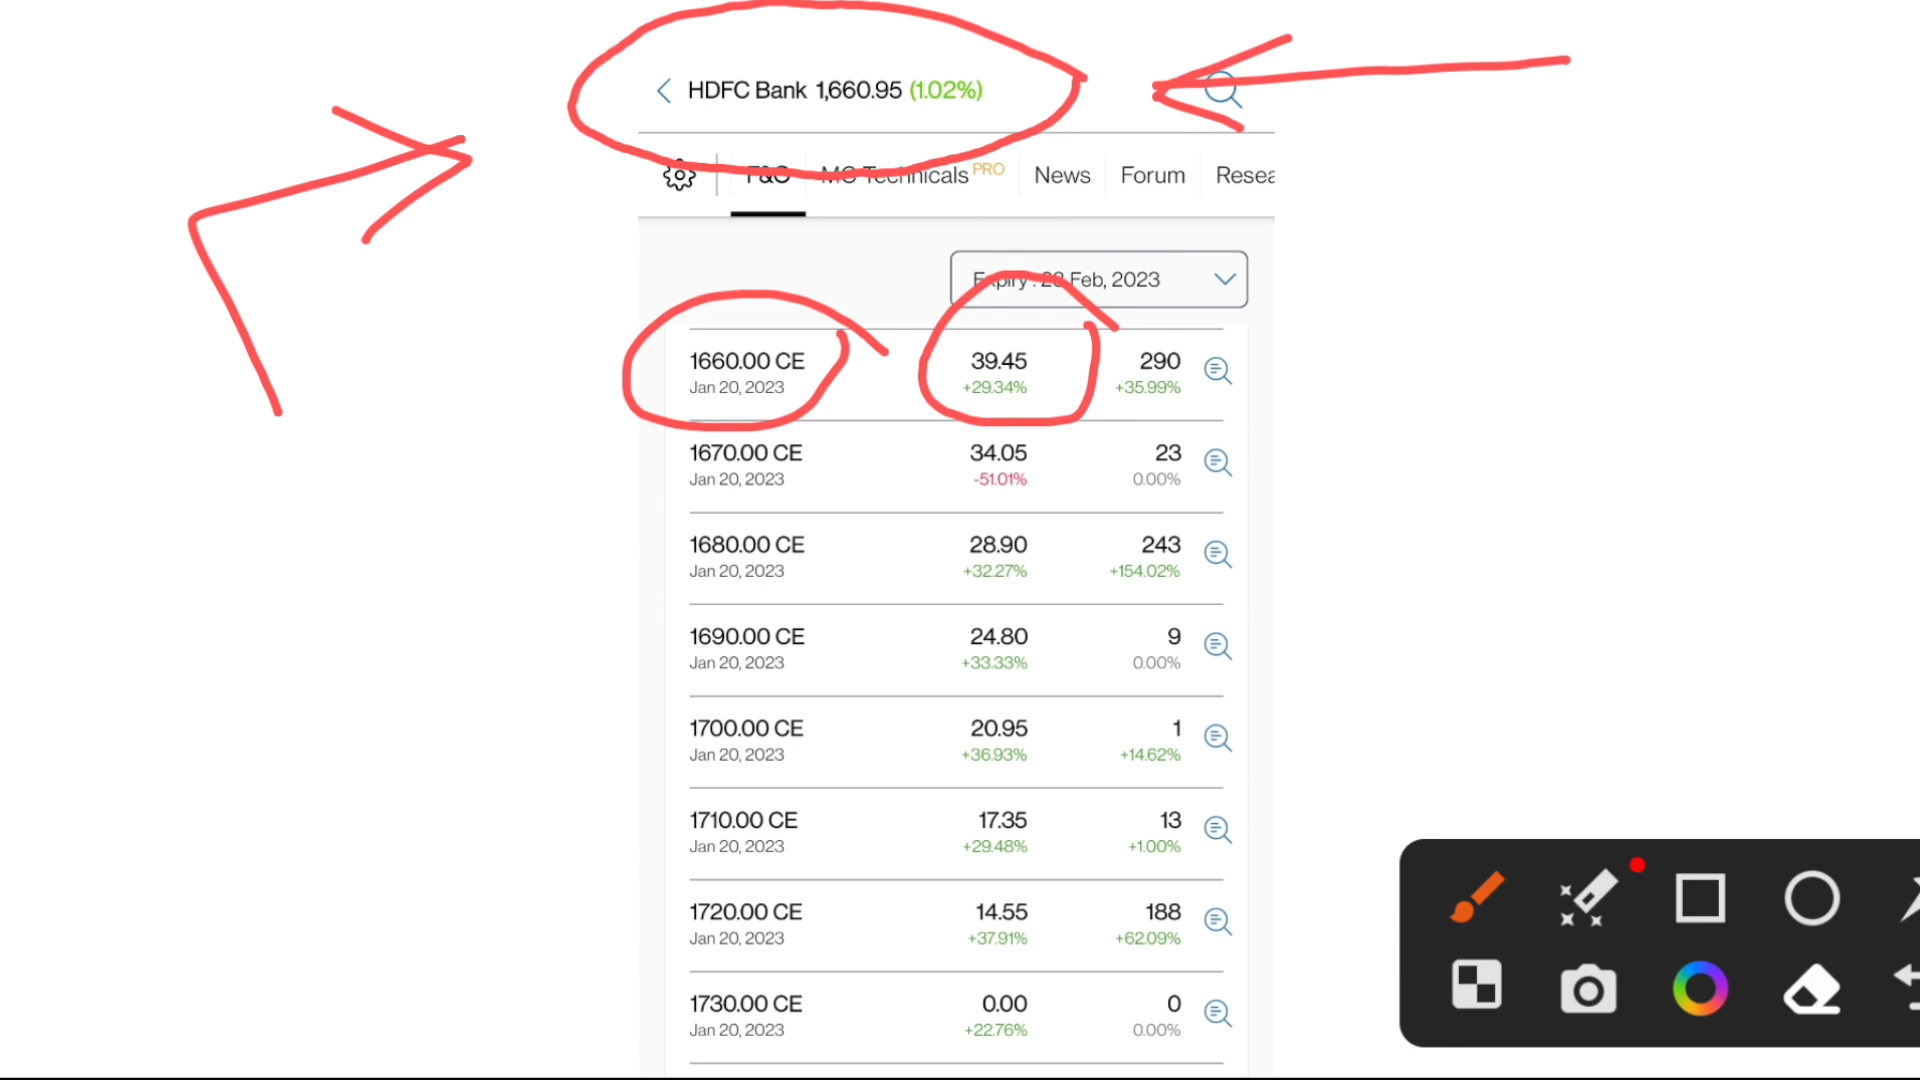 HDFC Bank 1,660.95 (1.02%)
F&O MC Technicals PRO News Forum Resea
Expiry : 23 Feb, 2023
1660.00 CE 39.45 290
Jan 20, 2023 +29.34% +35.99%
1670.00 CE 34.05 23
Jan 20, 2023 -51.01% 0.00%
1680.00 CE 28.90 243
Jan 20, 2023 +32.27% +154.02%
1690.00 CE 24.80 9
Jan 20, 2023 +33.33% 0.00%
1700.00 CE 20.95 1
Jan 20, 2023 +36.93% +14.62%
1710.00 CE 17.35 13
Jan 20, 2023 +29.48% +1.00%
1720.00 CE 14.55 188
Jan 20, 2023 +37.91% +62.09%
1730.00 CE 0.00 0
Jan 20, 2023 +22.76% 0.00%